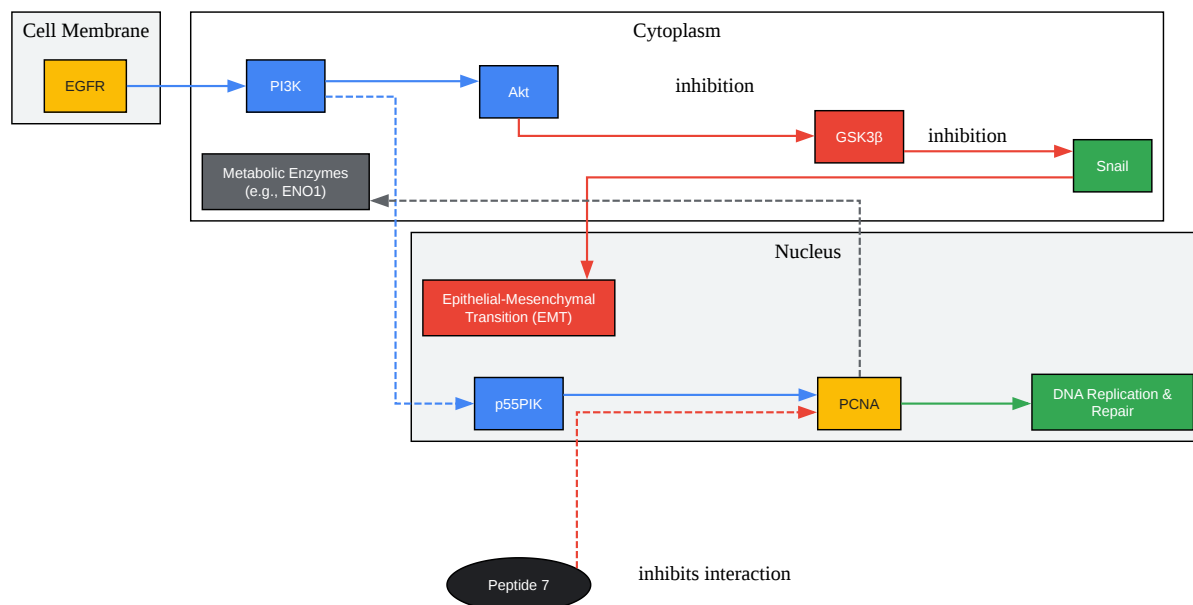 Cell Membrane
Cytoplasm
EGFR
PI3K
Akt
inhibition
GSK3β
inhibition
Snail
Metabolic Enzymes
(e.g., ENO1)
Nucleus
Epithelial-Mesenchymal
Transition (EMT)
p55PIK
PCNA
DNA Replication &
Repair
Peptide 7
inhibits interaction